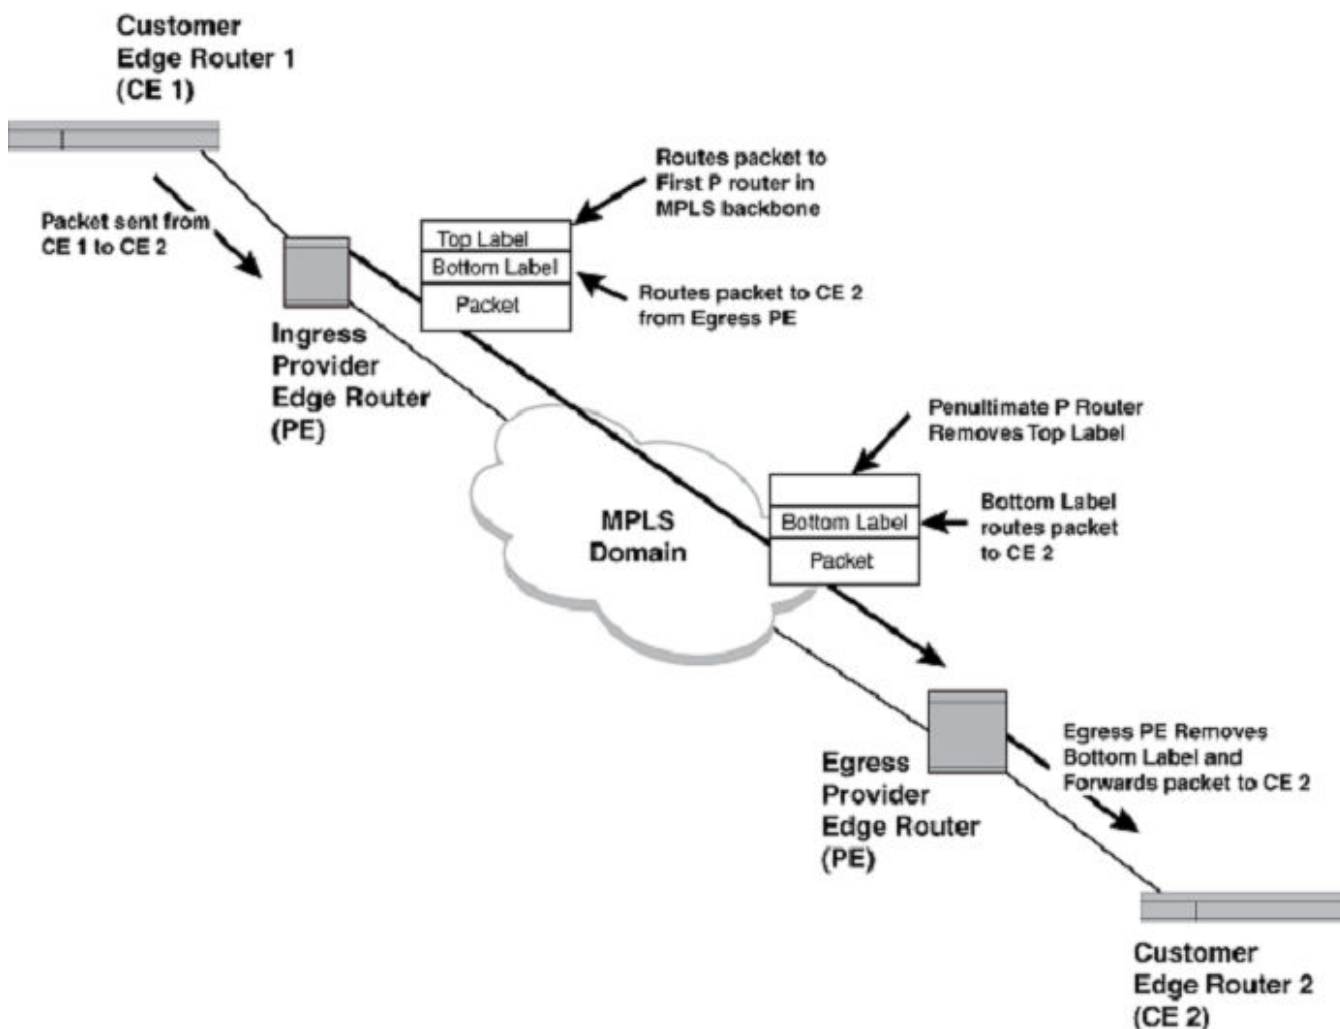 Customer
Edge Router 1
(CE 1)
Routes packet to
First P router in
MPLS backbone
Packet sent from
CE 1 to CE 2
Top Label
Bottom Label
Packet
Routes packet to CE 2
from Egress PE
Ingress
Provider
Edge Router
(PE)
Penultimate P Router
Removes Top Label
MPLS
Domain
Bottom Label
Packet
Bottom Label
routes packet
to CE 2
Egress
Provider
Edge Router
(PE)
Egress PE Removes
Bottom Label and
Forwards packet to CE 2
Customer
Edge Router 2
(CE 2)